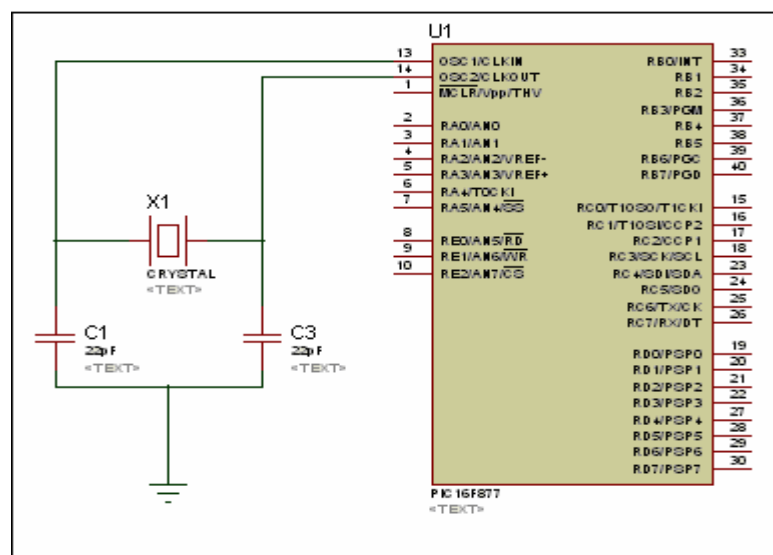 U1
13 OSC1/CLKIN
14 OSC2/CLKOUT
1 MCLR/Vpp/THV
2 RA0/AN0
3 RA1/AN1
4 RA2/AN2/VREF-
5 RA3/AN3/VREF+
6 RA4/T0CKI
7 RA5/AN4/SS
8 RE0/AN5/RD
9 RE1/AN6/WR
10 RE2/AN7/CS
RB0/INT 33
RB1 34
RB2 35
RB3/PGM 36
RB4 37
RB5 38
RB6/PGC 39
RB7/PGD 40
RC0/T1OSO/T1CKI 15
RC1/T1OSI/CCP2 16
RC2/CCP1 17
RC3/SCK/SCL 18
RC4/SDI/SDA 23
RC5/SDO 24
RC6/TX/CK 25
RC7/RX/DT 26
RD0/PSP0 19
RD1/PSP1 20
RD2/PSP2 21
RD3/PSP3 22
RD4/PSP4 27
RD5/PSP5 28
RD6/PSP6 29
RD7/PSP7 30
PIC16F877
<TEXT>
X1
CRYSTAL
<TEXT>
C1
22pF
<TEXT>
C3
22pF
<TEXT>